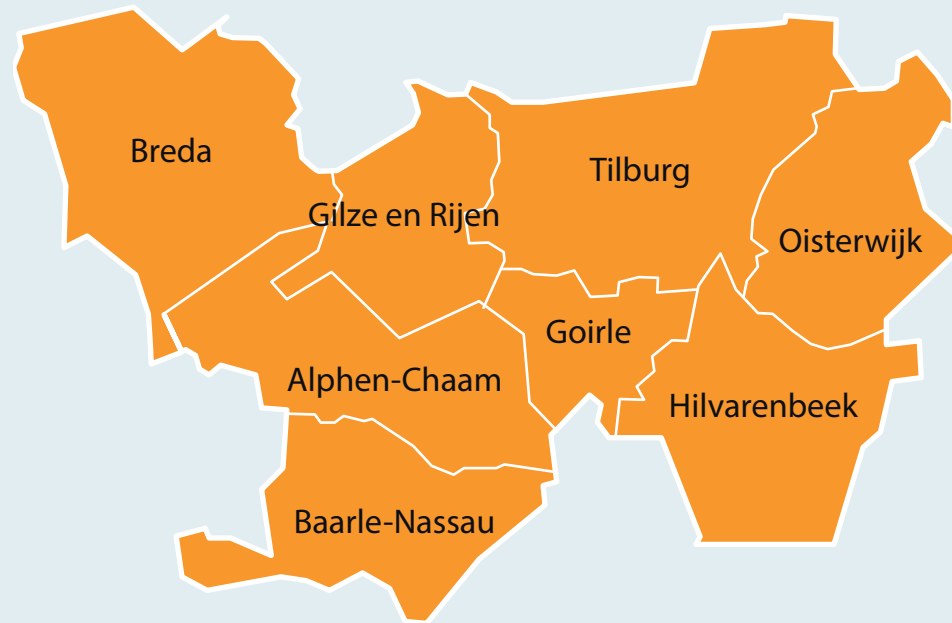 Breda
Tilburg
Gilze en Rijen
Oisterwijk
Goirle
Alphen-Chaam
Hilvarenbeek
Baarle-Nassau